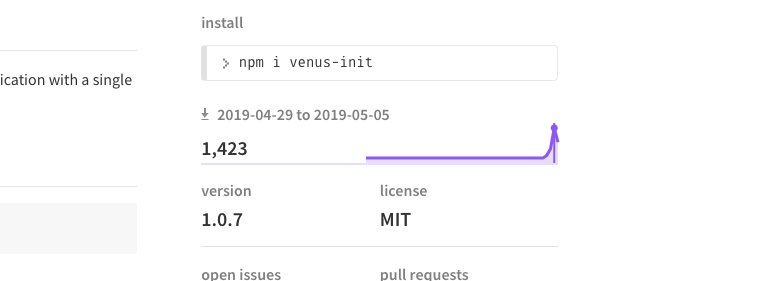 install
ication with a single
npm i venus-init
2019-04-29 to 2019-05-05
1,423
version
license
1.0.7
MIT
open issues
pull requests